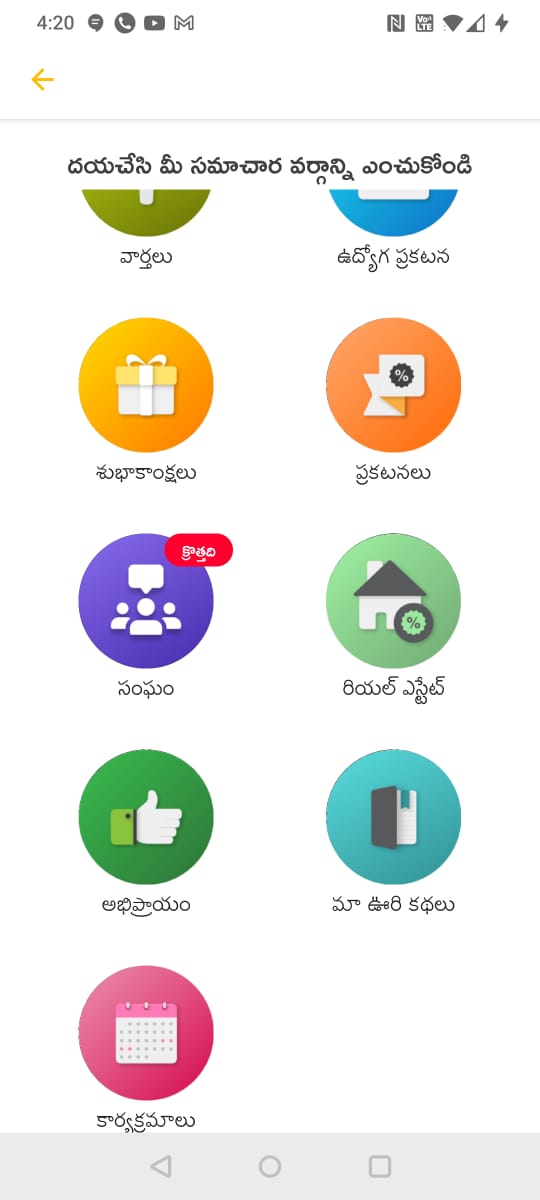 4:20
దయచేసి మీ సమాచార వర్గాన్ని ఎంచుకోండి
వార్తలు
ఉద్యోగ ప్రకటన
శుభాకాంక్షలు
%
ప్రకటనలు
క్రొత్తది
సంఘం
%
రియల్ ఎస్టేట్
అభిప్రాయం
మా ఊరి కథలు
కార్యక్రమాలు